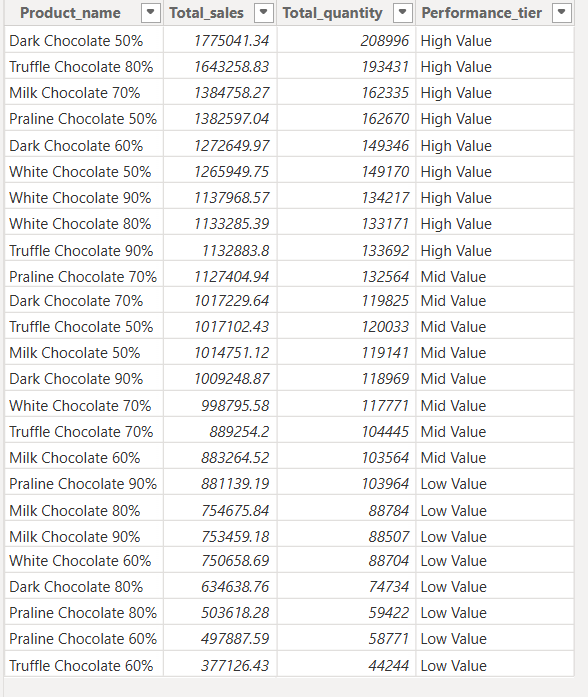 Product_name Total_sales Total_quantity Performance_tier
Dark Chocolate 50% 1775041.34 208996 High Value
Truffle Chocolate 80% 1643258.83 193431 High Value
Milk Chocolate 70% 1384758.27 162335 High Value
Praline Chocolate 50% 1382597.04 162670 High Value
Dark Chocolate 60% 1272649.97 149346 High Value
White Chocolate 50% 1265949.75 149170 High Value
White Chocolate 90% 1137968.57 134217 High Value
White Chocolate 80% 1133285.39 133171 High Value
Truffle Chocolate 90% 1132883.8 133692 High Value
Praline Chocolate 70% 1127404.94 132564 Mid Value
Dark Chocolate 70% 1017229.64 119825 Mid Value
Truffle Chocolate 50% 1017102.43 120033 Mid Value
Milk Chocolate 50% 1014751.12 119141 Mid Value
Dark Chocolate 90% 1009248.87 118969 Mid Value
White Chocolate 70% 998795.58 117771 Mid Value
Truffle Chocolate 70% 889254.2 104445 Mid Value
Milk Chocolate 60% 883264.52 103564 Mid Value
Praline Chocolate 90% 881139.19 103964 Low Value
Milk Chocolate 80% 754675.84 88784 Low Value
Milk Chocolate 90% 753459.18 88507 Low Value
White Chocolate 60% 750658.69 88704 Low Value
Dark Chocolate 80% 634638.76 74734 Low Value
Praline Chocolate 80% 503618.28 59422 Low Value
Praline Chocolate 60% 497887.59 58771 Low Value
Truffle Chocolate 60% 377126.43 44244 Low Value